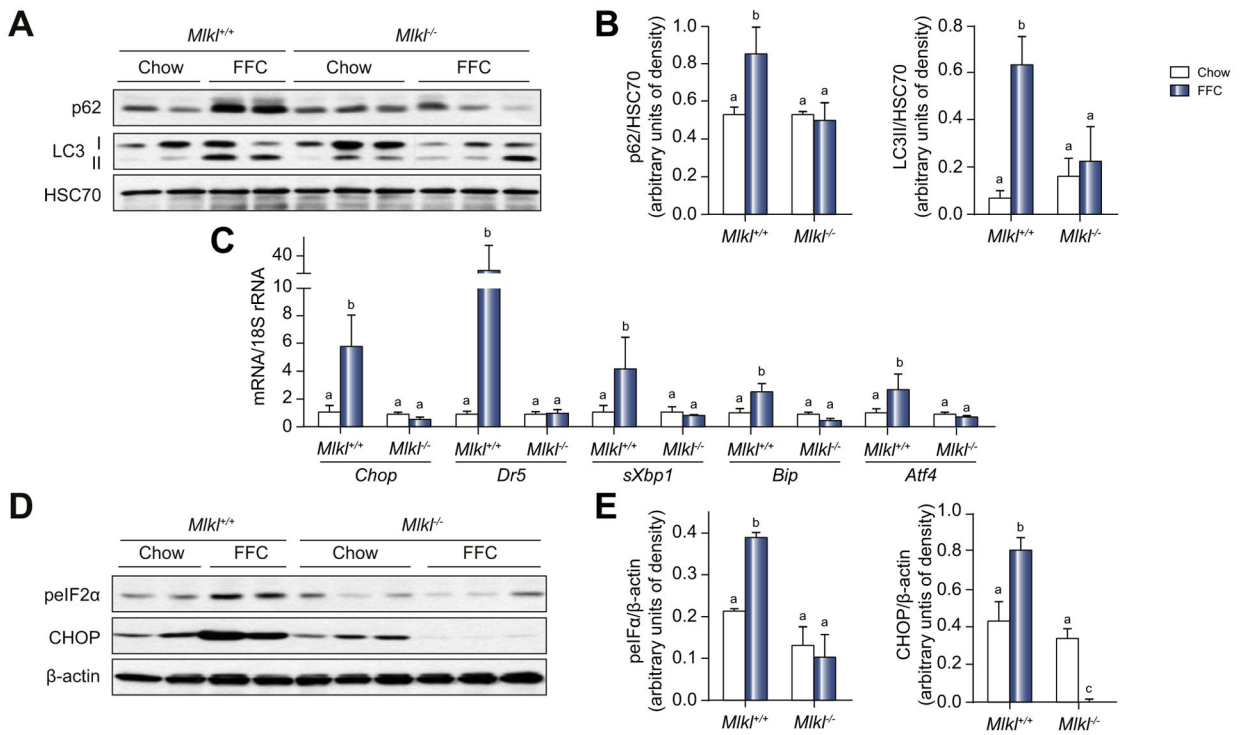 A
Mlkl+/+ Mlkl-/-
Chow FFC Chow FFC
p62
LC3 I
II
HSC70
B
p62/HSC70
(arbitrary units of density)
1.0
0.8
0.6
0.4
0.2
0.0
a b a a
Mlkl+/+ Mlkl-/-
LC3II/HSC70
(arbitrary units of density)
0.8
0.6
0.4
0.2
0.0
a b a a
Mlkl+/+ Mlkl-/-
Chow
FFC
C
mRNA/18S rRNA
40
10
8
6
4
2
0
a b a a a b a a a b a a a b a a a b a a
Mlkl+/+ Mlkl-/- Mlkl+/+ Mlkl-/- Mlkl+/+ Mlkl-/- Mlkl+/+ Mlkl-/- Mlkl+/+ Mlkl-/-
Chop Dr5 sXbp1 Bip Atf4
D
Mlkl+/+ Mlkl-/-
Chow FFC Chow FFC
peIF2α
CHOP
β-actin
E
peIFα/β-actin
(arbitrary units of density)
0.4
0.3
0.2
0.1
0.0
a b a a
Mlkl+/+ Mlkl-/-
CHOP/β-actin
(arbitrary untis of density)
1.0
0.8
0.6
0.4
0.2
0.0
a b a c
Mlkl+/+ Mlkl-/-